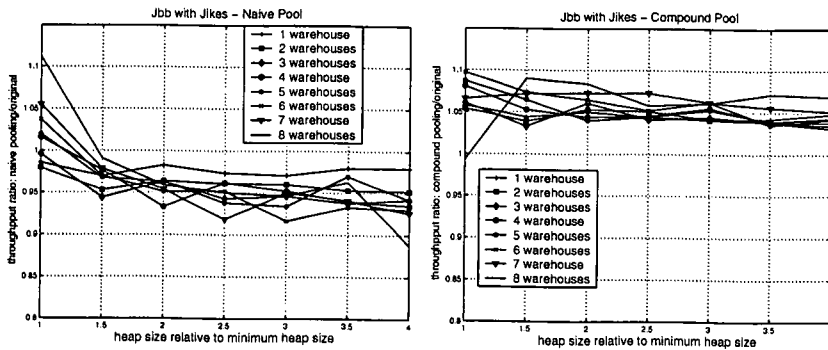 Jbb with Jikes – Naive Pool
throughput ratio: naive pooling/original
1.1
1.05
1
0.95
0.9
0.85
0.8
1
1.5
2
2.5
3
3.5
4
heap size relative to minimum heap size
1 warehouse
2 warehouses
3 warehouses
4 warehouses
5 warehouses
6 warehouses
7 warehouse
8 warehouses
Jbb with Jikes – Compound Pool
throughput ratio: compound pooling/original
1.1
1.05
1
0.95
0.9
0.85
0.8
1
1.5
2
2.5
3
3.5
heap size relative to minimum heap size
1 warehouse
2 warehouses
3 warehouses
4 warehouse
5 warehouses
6 warehouses
7 warehouse
8 warehouses